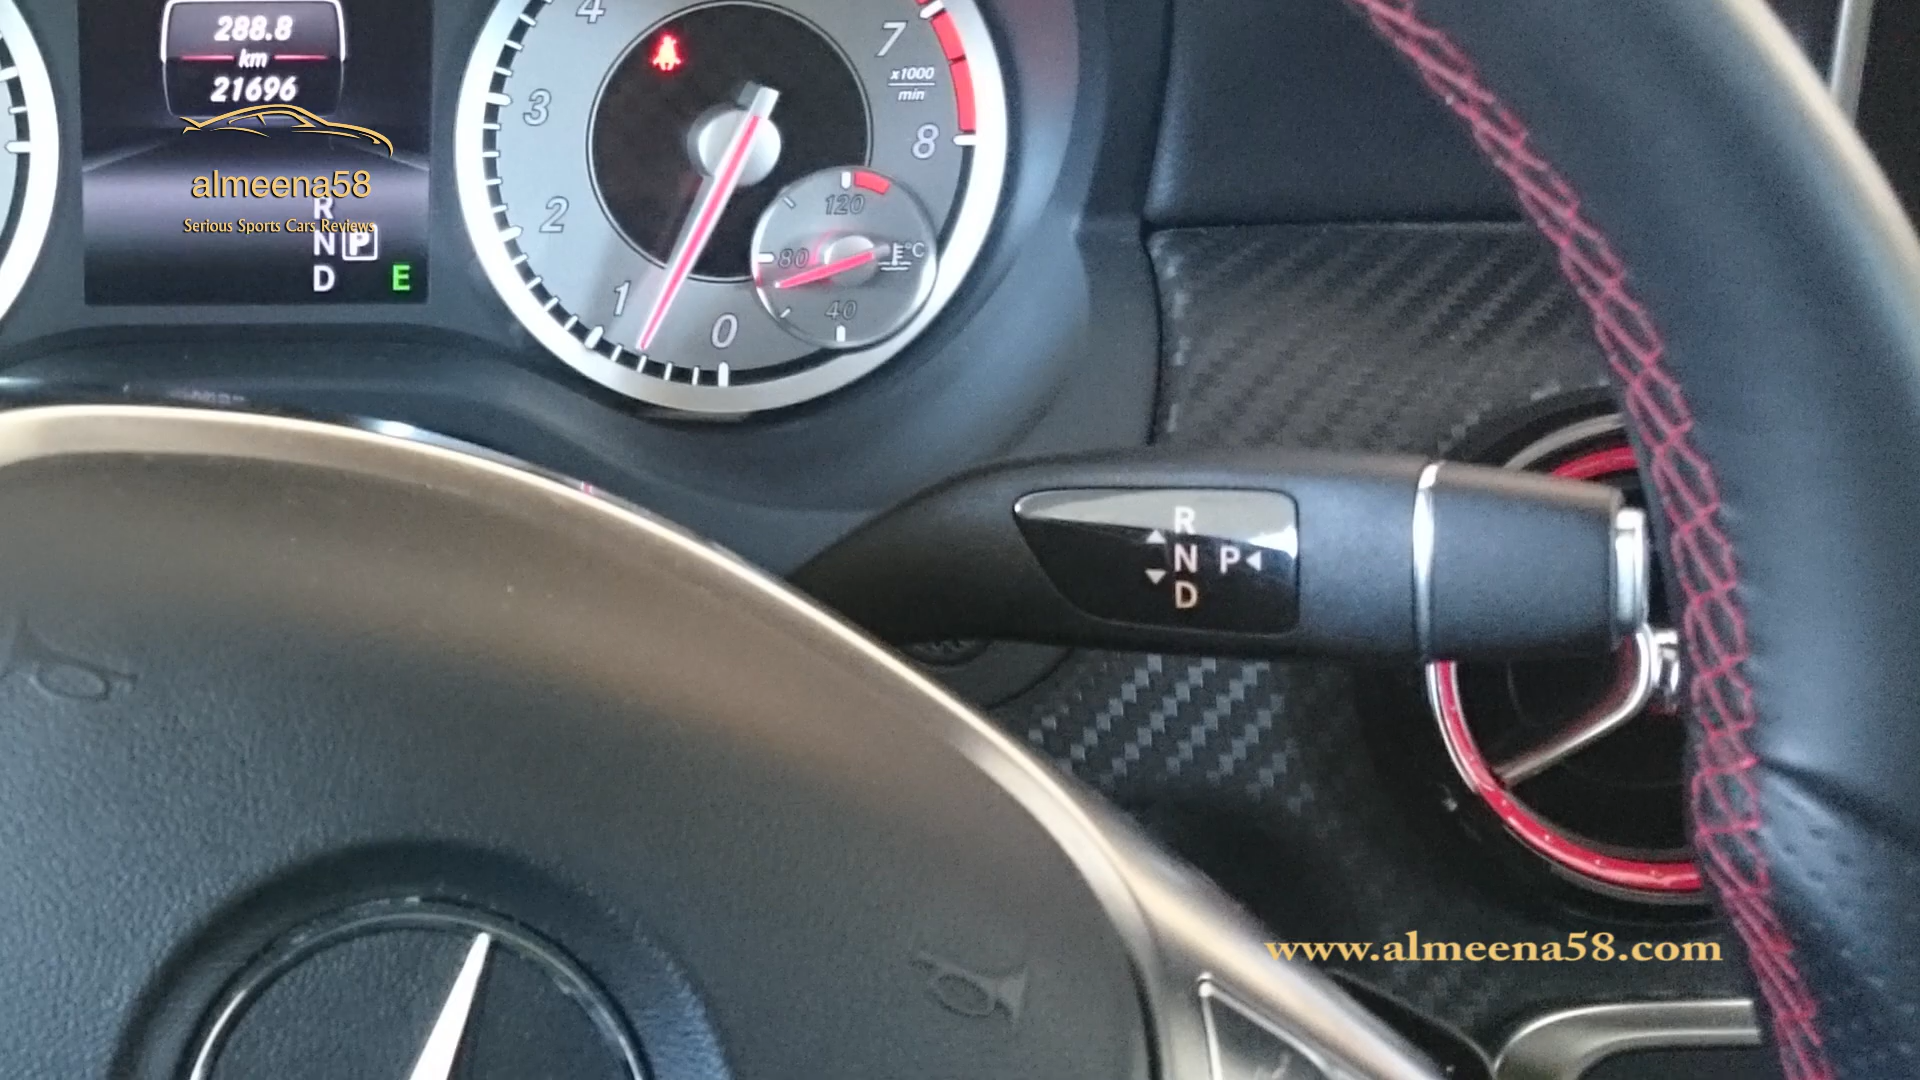 288.8
km
21696
almeena58
Serious Sports Cars Reviews
R
N P
D E
4
3
2
1
0
7
8
x1000
min
120
80
40
°C
R
N P
D
www.almeena58.com